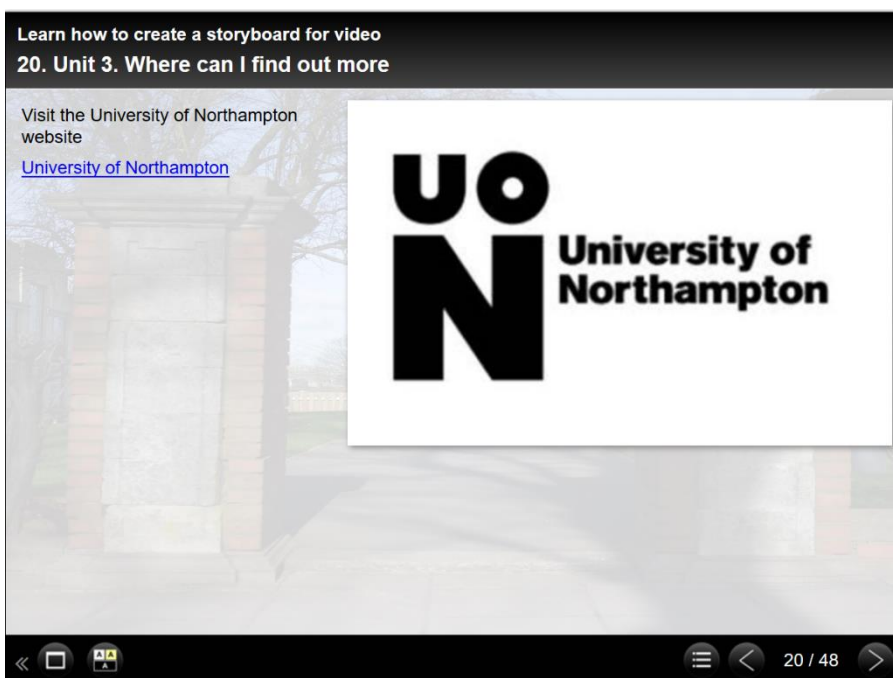 Learn how to create a storyboard for video
20. Unit 3. Where can I find out more
Visit the University of Northampton
website
University of Northampton
UO
N
University of
Northampton
20 / 48